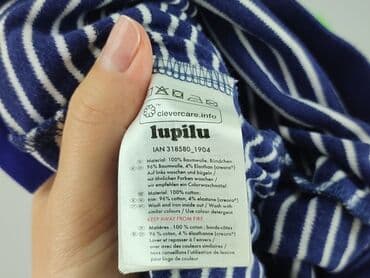 clevercare.info
lupilu
IAN 318580_1904
Material: 100% Baumwolle, Bündchen:
96% Baumwolle, 4% Elasthan (creora®)
Auf links waschen und bügeln /
mit ähnlichen Farben waschen /
wir empfehlen ein Colorwaschmittel
KEEP AWAY FROM FIRE
Material: 100% cotton;
96% cotton, 4% elastane (creora®)
Wash and iron inside out / Wash with
similar colours / Use colour detergent
Matières: 100% coton; bords-côtes:
96% coton, 4% élasthanne (creora®)
Laver et repasser à l'envers /
avec des couleurs similaires /
Nous conseillons l'utilisation de lessive
pour linge de couleur